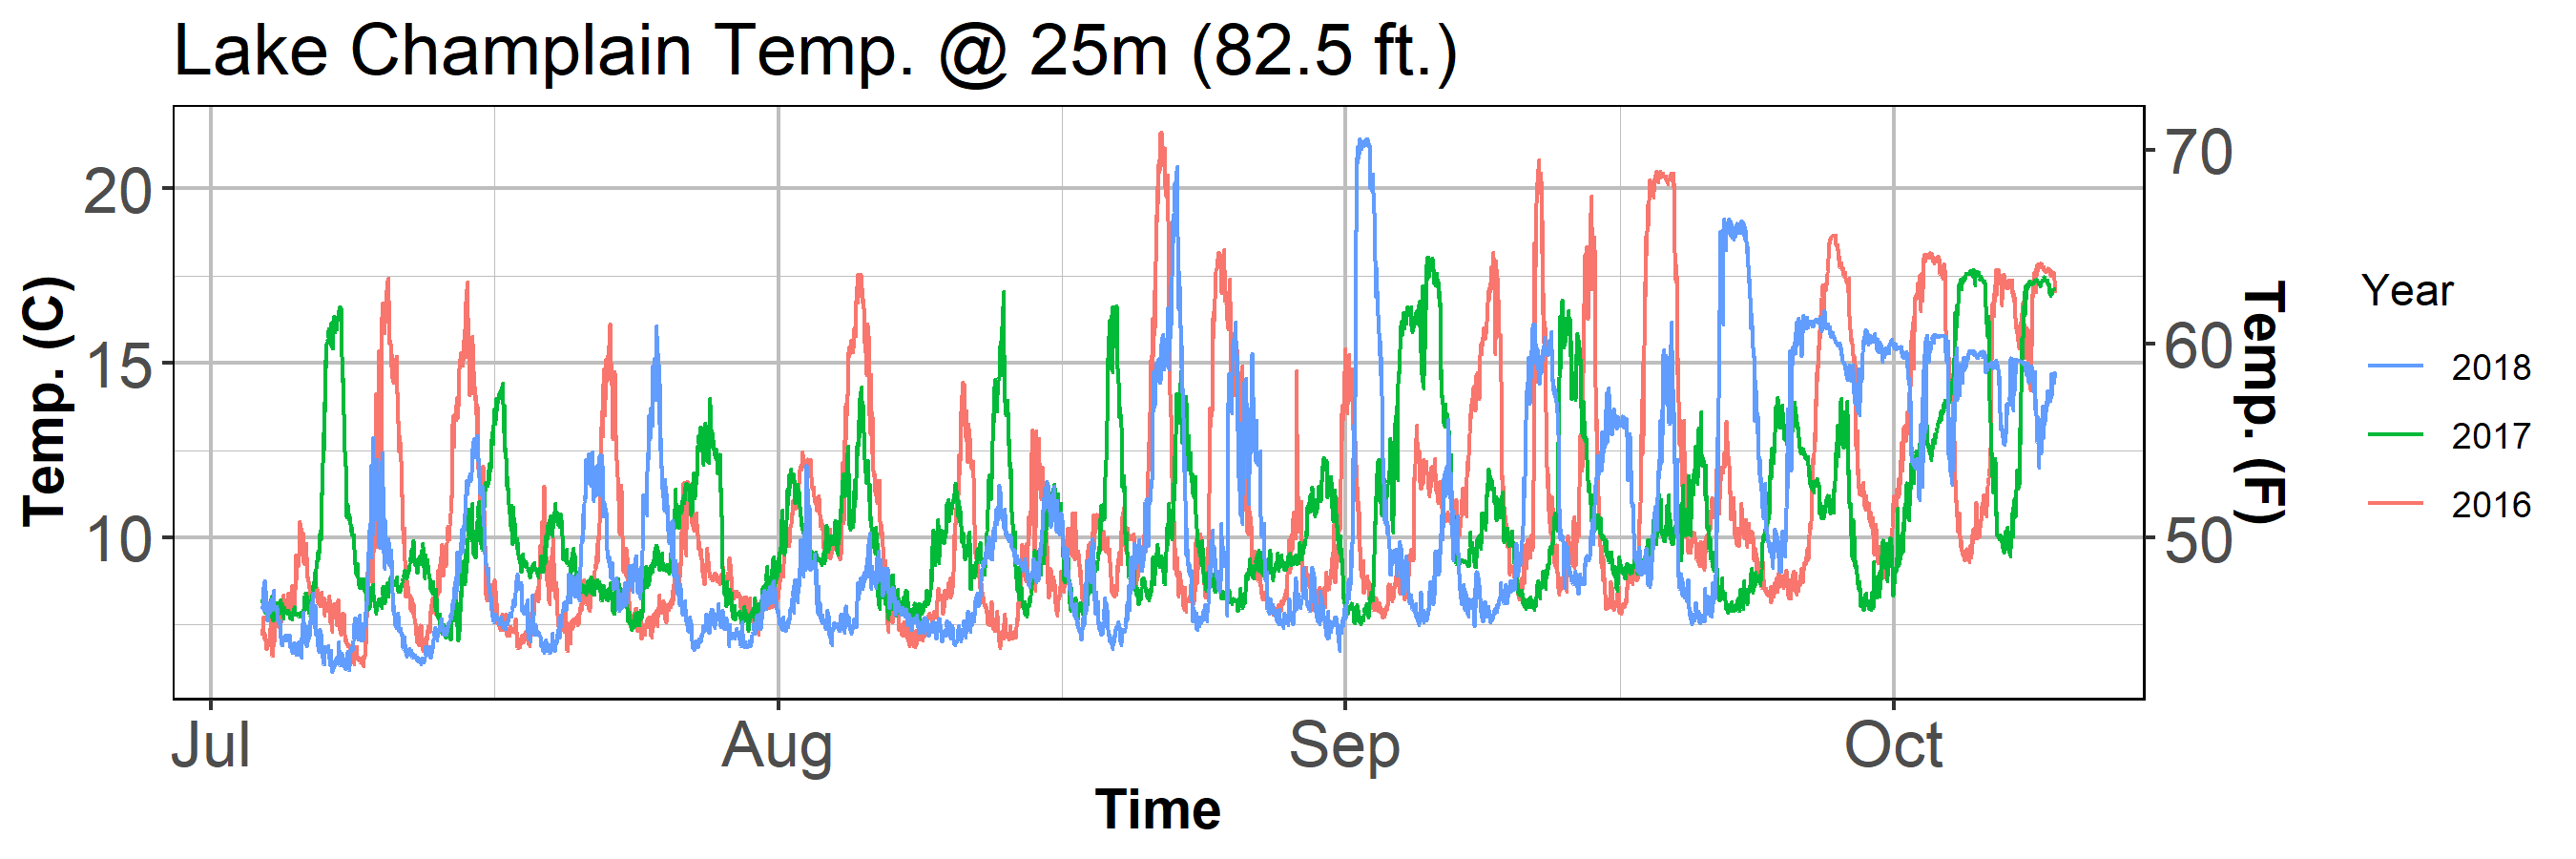 Lake Champlain Temp. @ 25m (82.5 ft.)
Temp. (C)
20
15
10
70
60
50
Temp. (F)
Jul
Aug
Sep
Oct
Time
Year
2018
2017
2016